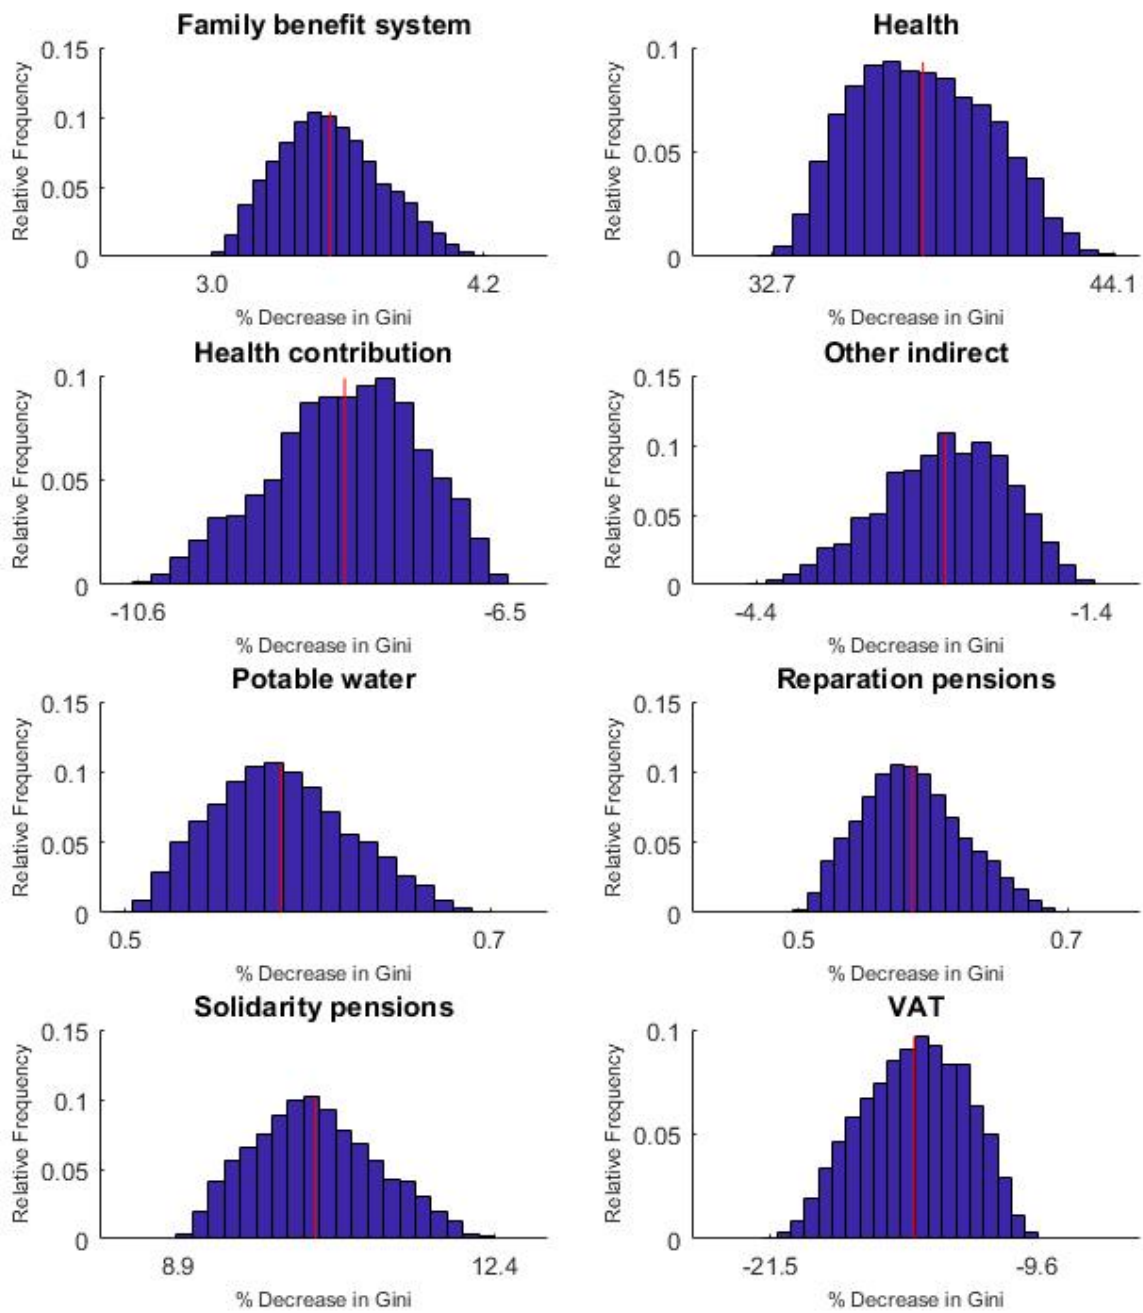 Family benefit system
0.15
0.1
0.05
0
Relative Frequency
3.0 4.2
% Decrease in Gini
Health
0.1
0.05
0
Relative Frequency
32.7 44.1
% Decrease in Gini
Health contribution
0.1
0.05
0
Relative Frequency
-10.6 -6.5
% Decrease in Gini
Other indirect
0.15
0.1
0.05
0
Relative Frequency
-4.4 -1.4
% Decrease in Gini
Potable water
0.15
0.1
0.05
0
Relative Frequency
0.5 0.7
% Decrease in Gini
Reparation pensions
0.15
0.1
0.05
0
Relative Frequency
0.5 0.7
% Decrease in Gini
Solidarity pensions
0.15
0.1
0.05
0
Relative Frequency
8.9 12.4
% Decrease in Gini
VAT
0.1
0.05
0
Relative Frequency
-21.5 -9.6
% Decrease in Gini